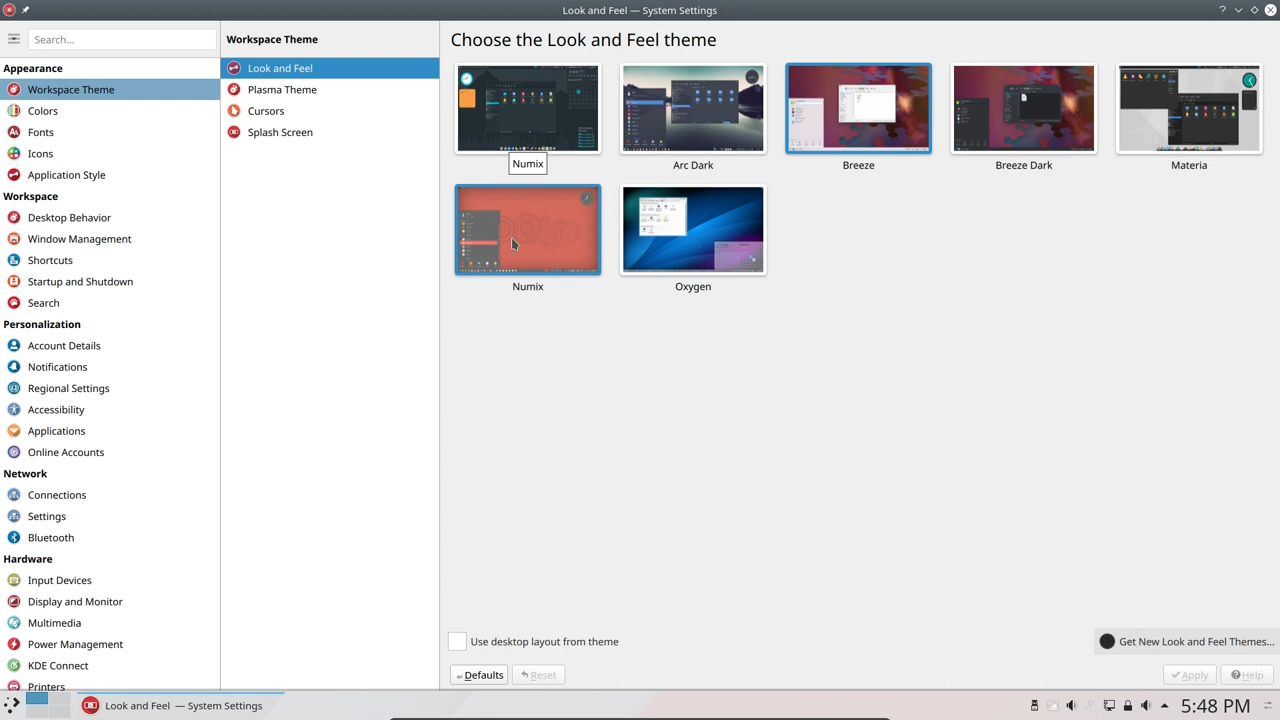 Look and Feel — System Settings
?
Search...
Workspace Theme
Choose the Look and Feel theme
Appearance
Workspace Theme
Colors
Fonts
Icons
Application Style
Workspace
Desktop Behavior
Window Management
Shortcuts
Startup and Shutdown
Search
Personalization
Account Details
Notifications
Regional Settings
Accessibility
Applications
Online Accounts
Network
Connections
Settings
Bluetooth
Hardware
Input Devices
Display and Monitor
Multimedia
Power Management
KDE Connect
Printers
Look and Feel
Plasma Theme
Cursors
Splash Screen
Numix
Arc Dark
Breeze
Breeze Dark
Materia
Numix
Oxygen
Use desktop layout from theme
Get New Look and Feel Themes...
Defaults
Reset
Apply
Help
Look and Feel — System Settings
5:48 PM